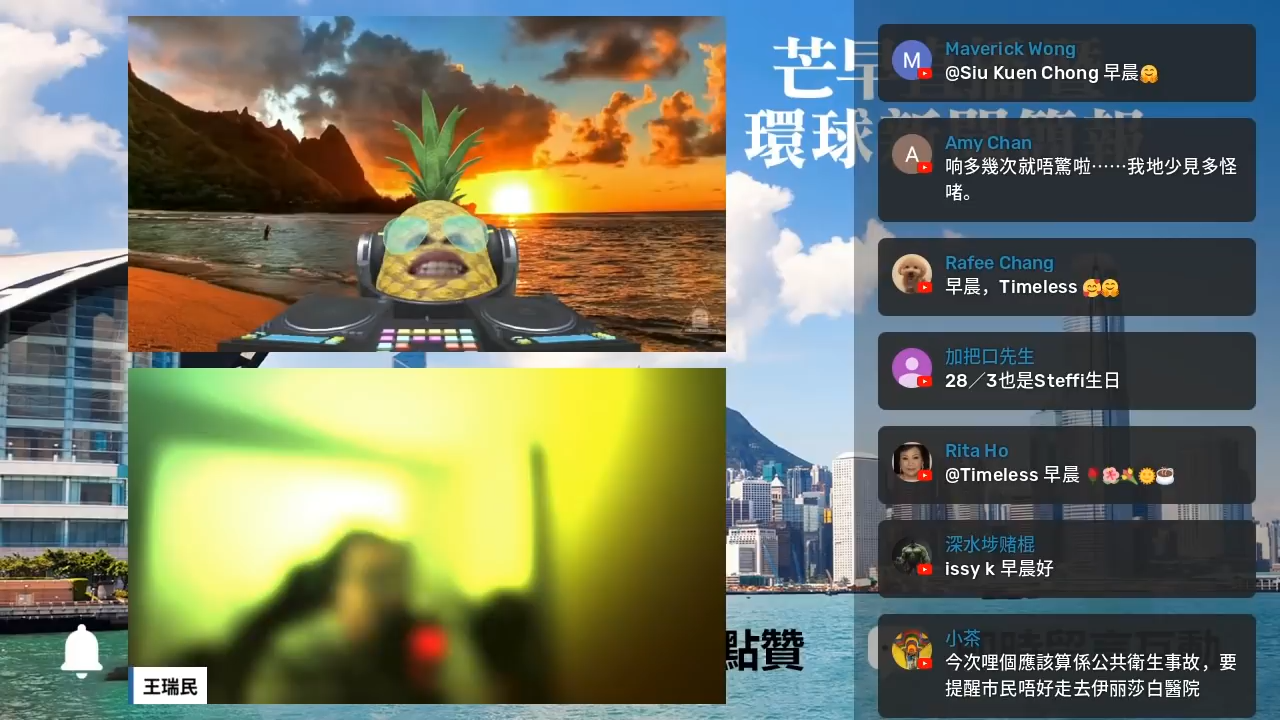 環球
點贊
王瑞民
Maverick Wong
@Siu Kuen Chong 早晨🤗
Amy Chan
响多幾次就唔驚啦⋯⋯我地少見多怪
啫。
Rafee Chang
早晨，Timeless 🥰🤗
加把口先生
28／3也是Steffi生日
Rita Ho
@Timeless 早晨 🌹🌸💐🌞☕
深水埗赌棍
issy k 早晨好
小茶
今次哩個應該算係公共衛生事故，要
提醒市民唔好走去伊丽莎白醫院